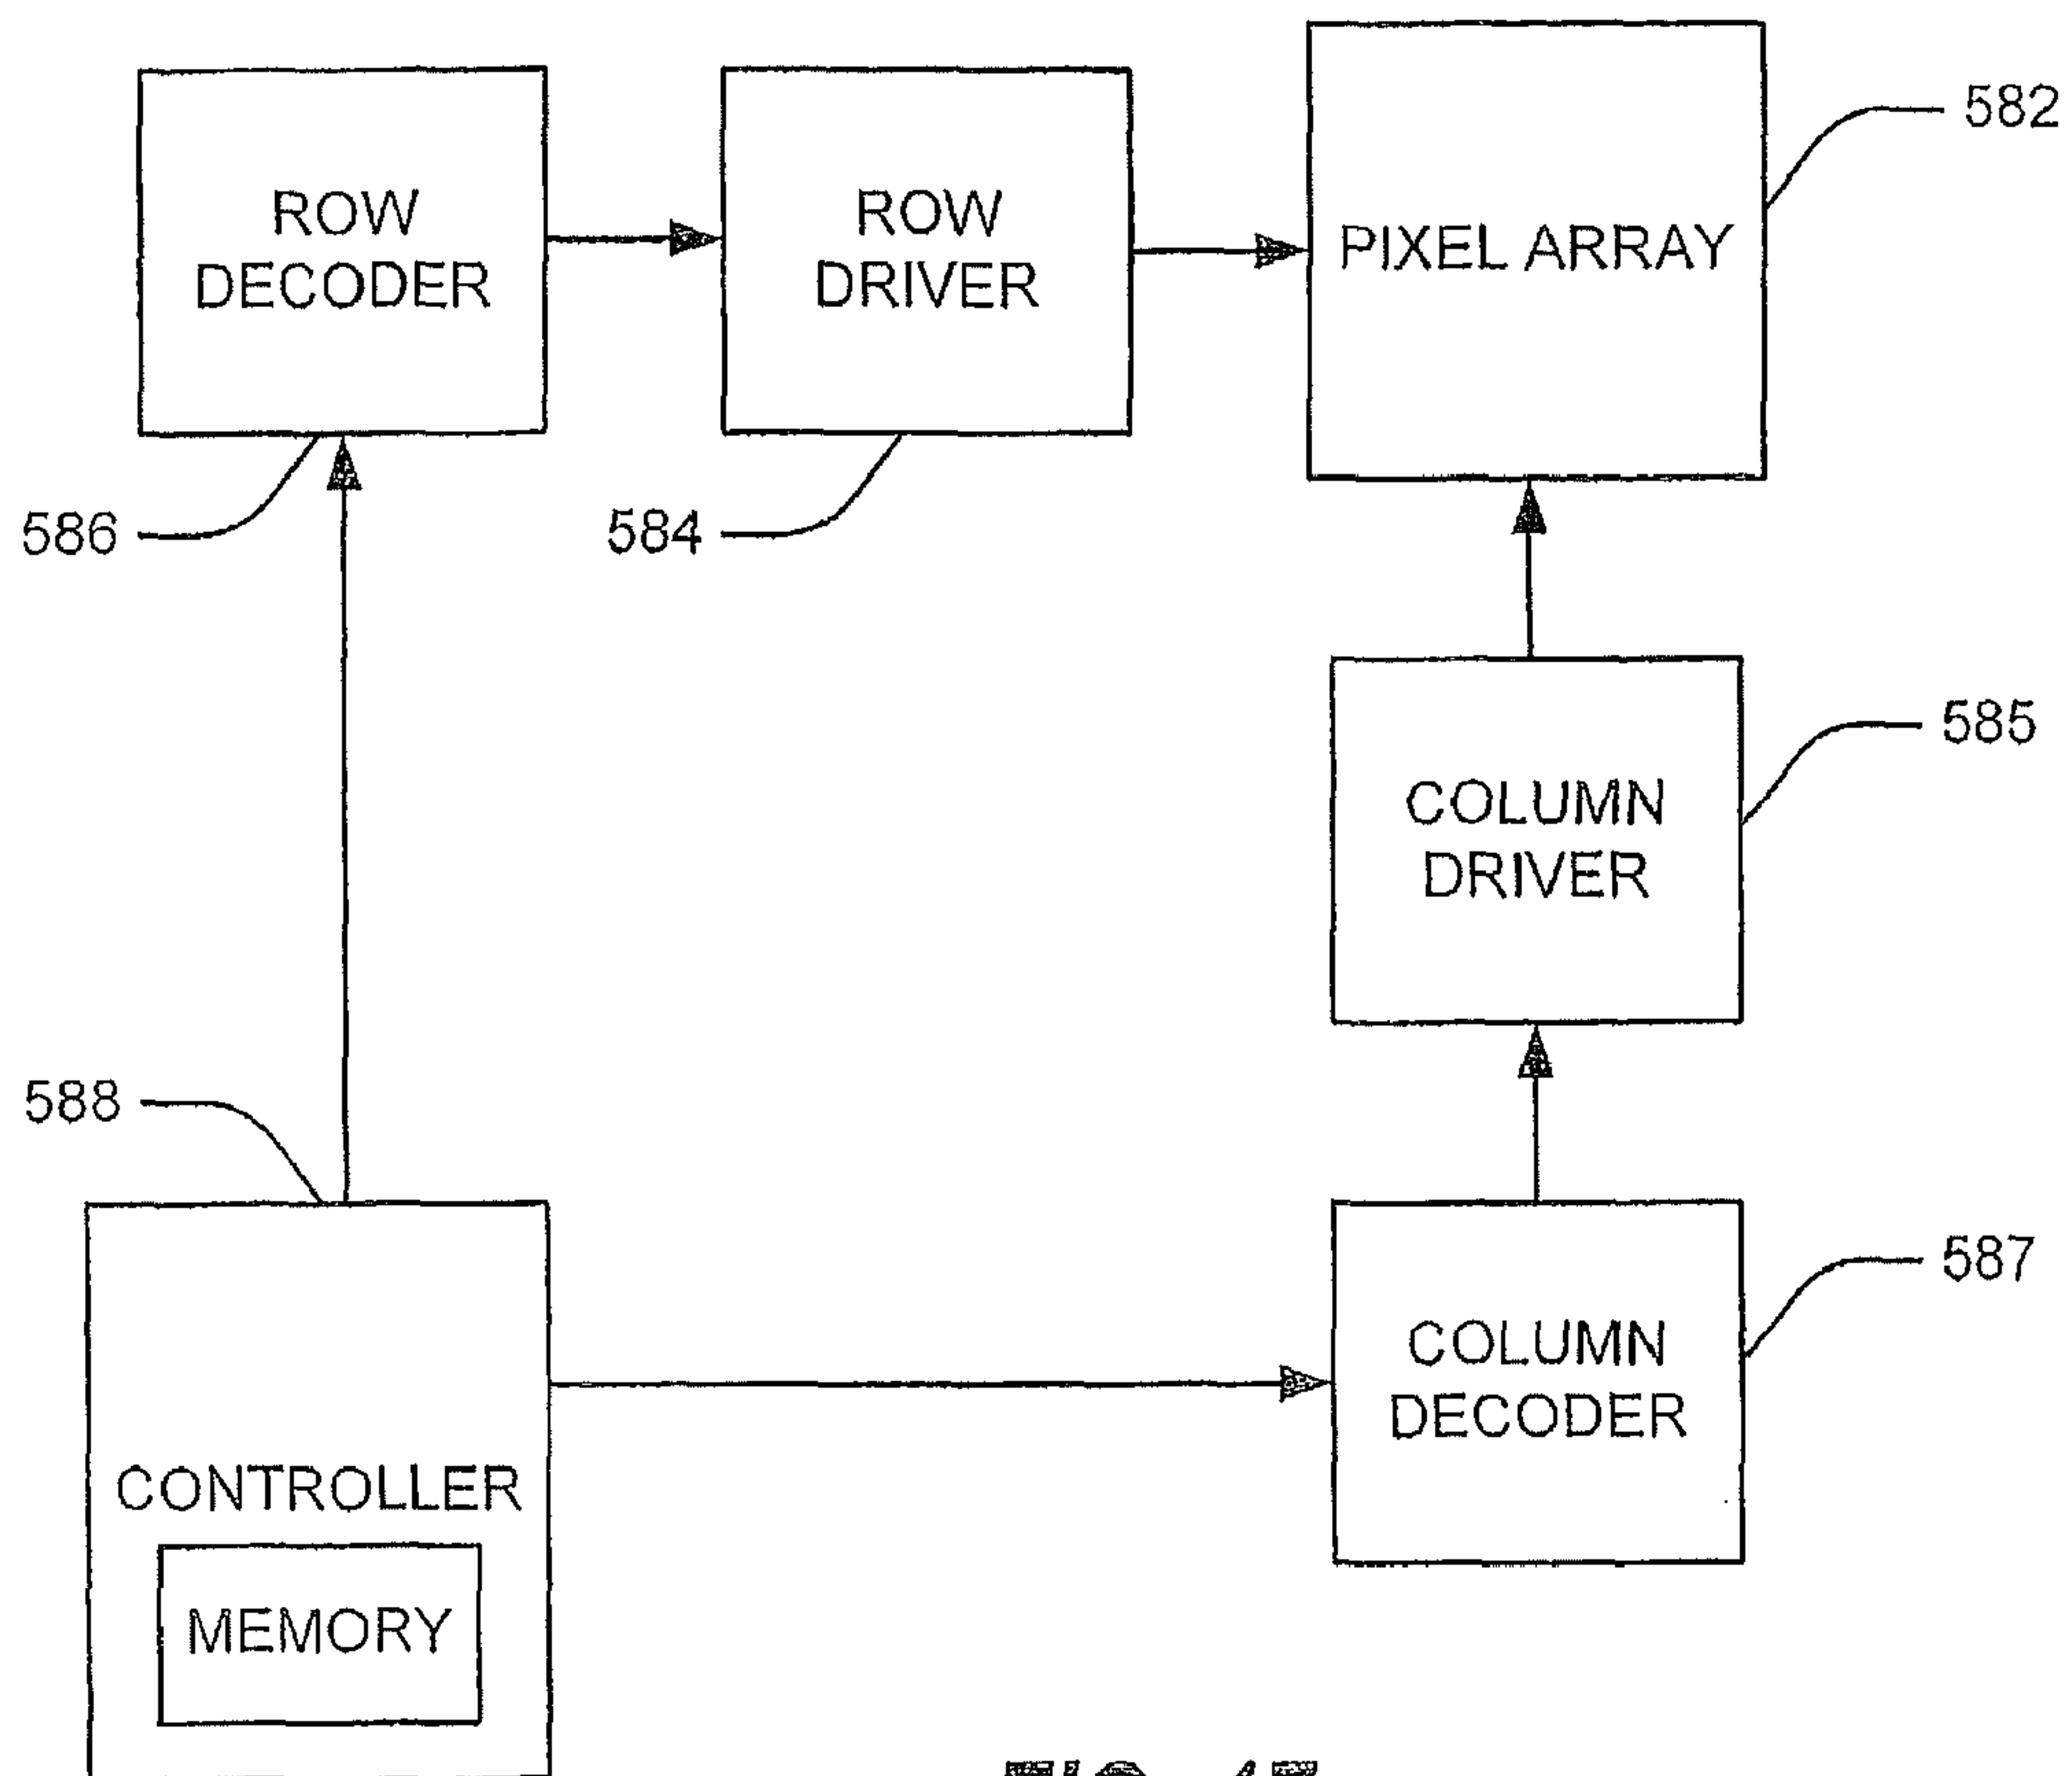 ROW
DECODER
ROW
DRIVER
PIXEL ARRAY
582
586
584
585
COLUMN
DRIVER
588
587
COLUMN
DECODER
CONTROLLER
MEMORY